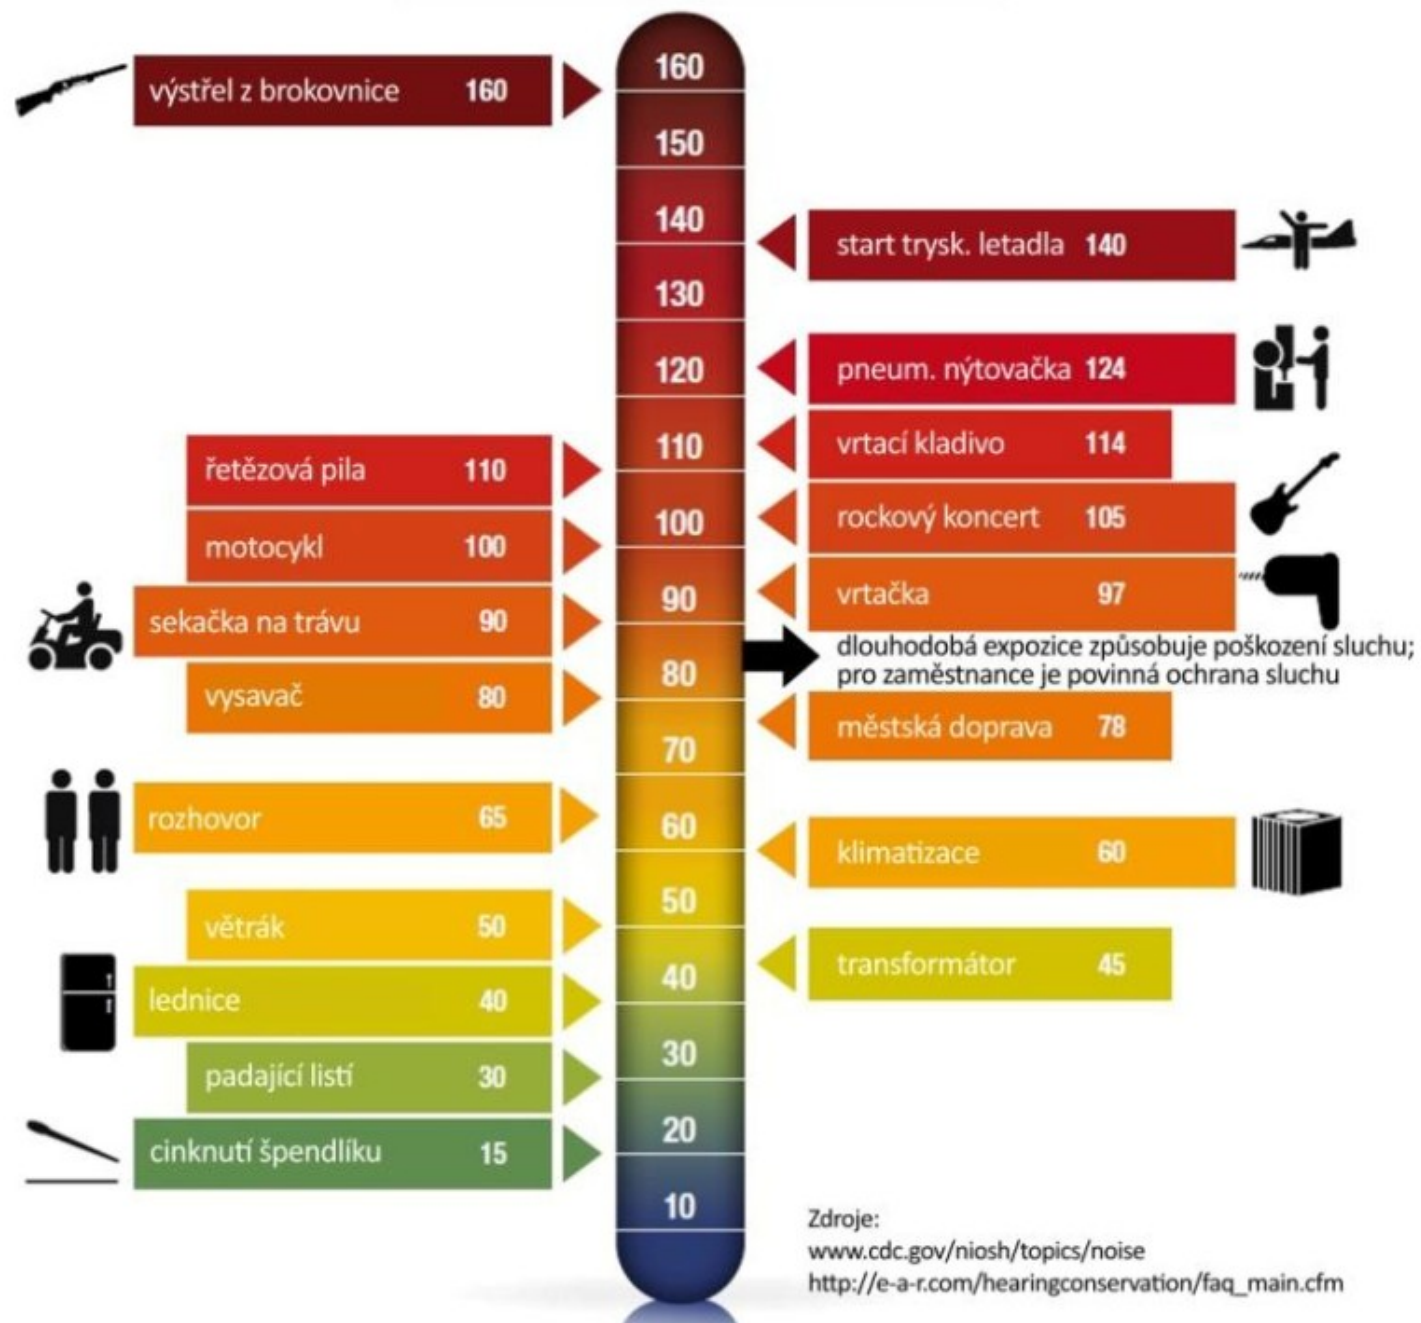 výstřel z brokovnice 160
řetězová pila 110
motocykl 100
sekačka na trávu 90
vysavač 80
rozhovor 65
větrák 50
lednice 40
padající listí 30
cinknutí špendlíku 15
160
150
140
130
120
110
100
90
80
70
60
50
40
30
20
10
start trysk. letadla 140
pneum. nýtovačka 124
vrtací kladivo 114
rockový koncert 105
vrtačka 97
dlouhodobá expozice způsobuje poškození sluchu;
pro zaměstnance je povinná ochrana sluchu
městská doprava 78
klimatizace 60
transformátor 45
Zdroje:
www.cdc.gov/niosh/topics/noise
http://e-a-r.com/hearingconservation/faq_main.cfm